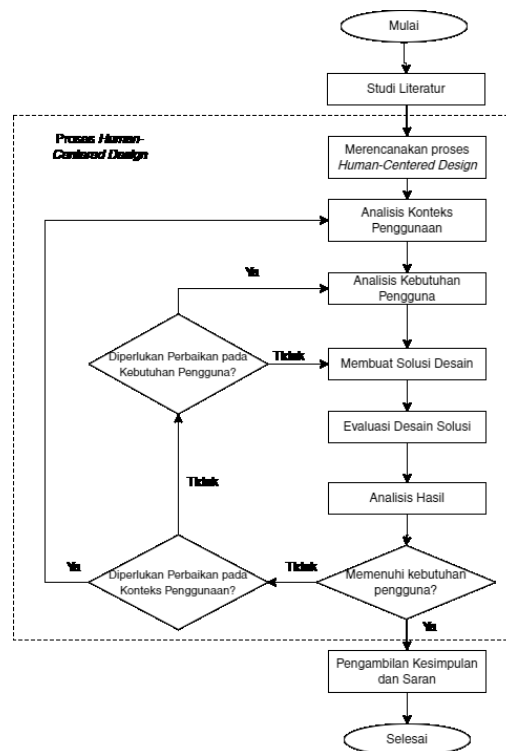 Mulai
Studi Literatur
Proses Human-
Centered Design
Merencanakan proses
Human-Centered Design
Analisis Konteks
Penggunaan
Ya
Analisis Kebutuhan
Pengguna
Diperlukan Perbaikan pada
Kebutuhan Pengguna?
Tidak
Membuat Solusi Desain
Evaluasi Desain Solusi
Tidak
Analisis Hasil
Ya
Diperlukan Perbaikan pada
Konteks Penggunaan?
Tidak
Memenuhi kebutuhan
pengguna?
Ya
Pengambilan Kesimpulan
dan Saran
Selesai